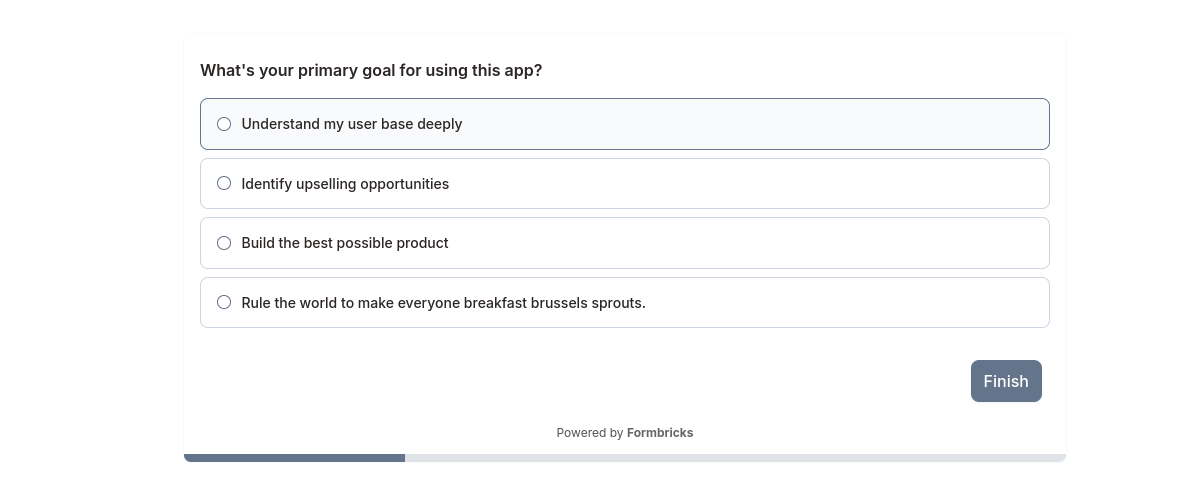 What's your primary goal for using this app?
Understand my user base deeply
Identify upselling opportunities
Build the best possible product
Rule the world to make everyone breakfast brussels sprouts.
Finish
Powered by Formbricks